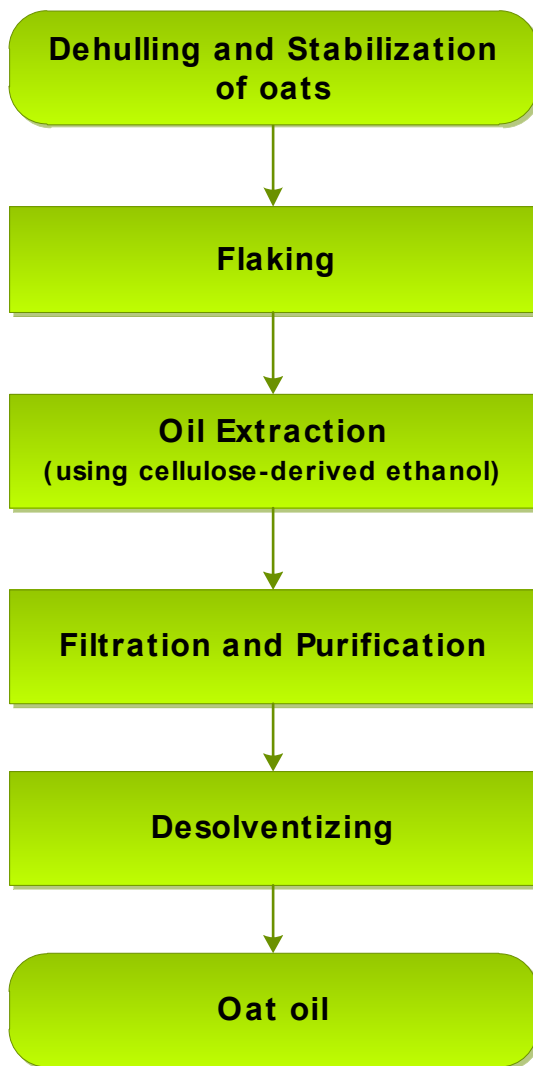 Dehulling and Stabilization
of oats
Flaking
Oil Extraction
(using cellulose-derived ethanol)
Filtration and Purification
Desolventizing
Oat oil